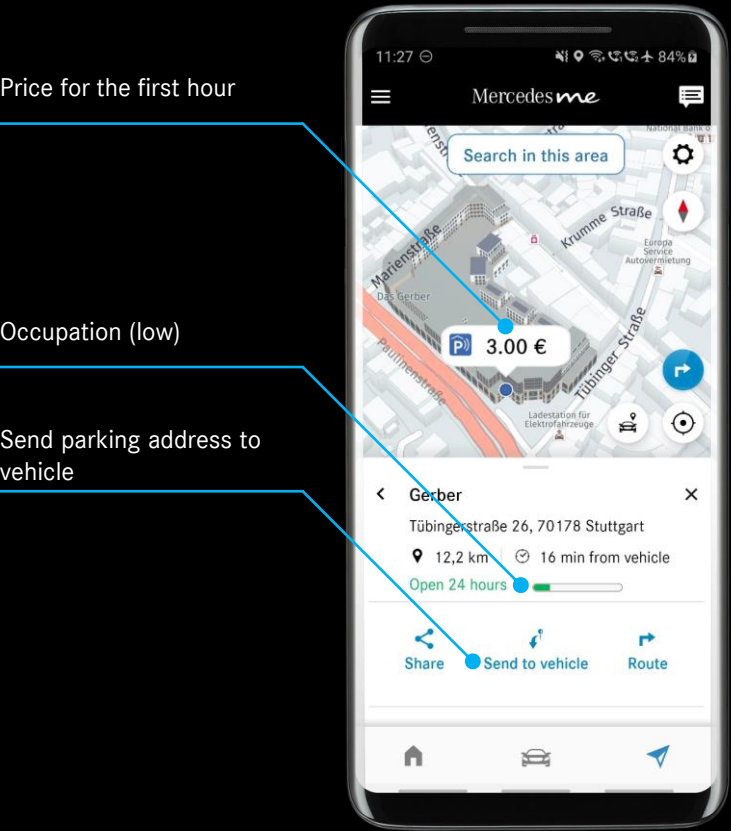 Price for the first hour
Occupation (low)
Send parking address to
vehicle
11:27
84%
Mercedes me
National Bank
Search in this area
Krumme Straße
Europa
Service
Autovermietung
Marienstraße
Das Gerber
3.00 €
Paulinenstraße
Tübinger Straße
Ladestation für
Elektrofahrzeuge
Gerber
Tübingerstraße 26, 70178 Stuttgart
12,2 km
16 min from vehicle
Open 24 hours
Share
Send to vehicle
Route